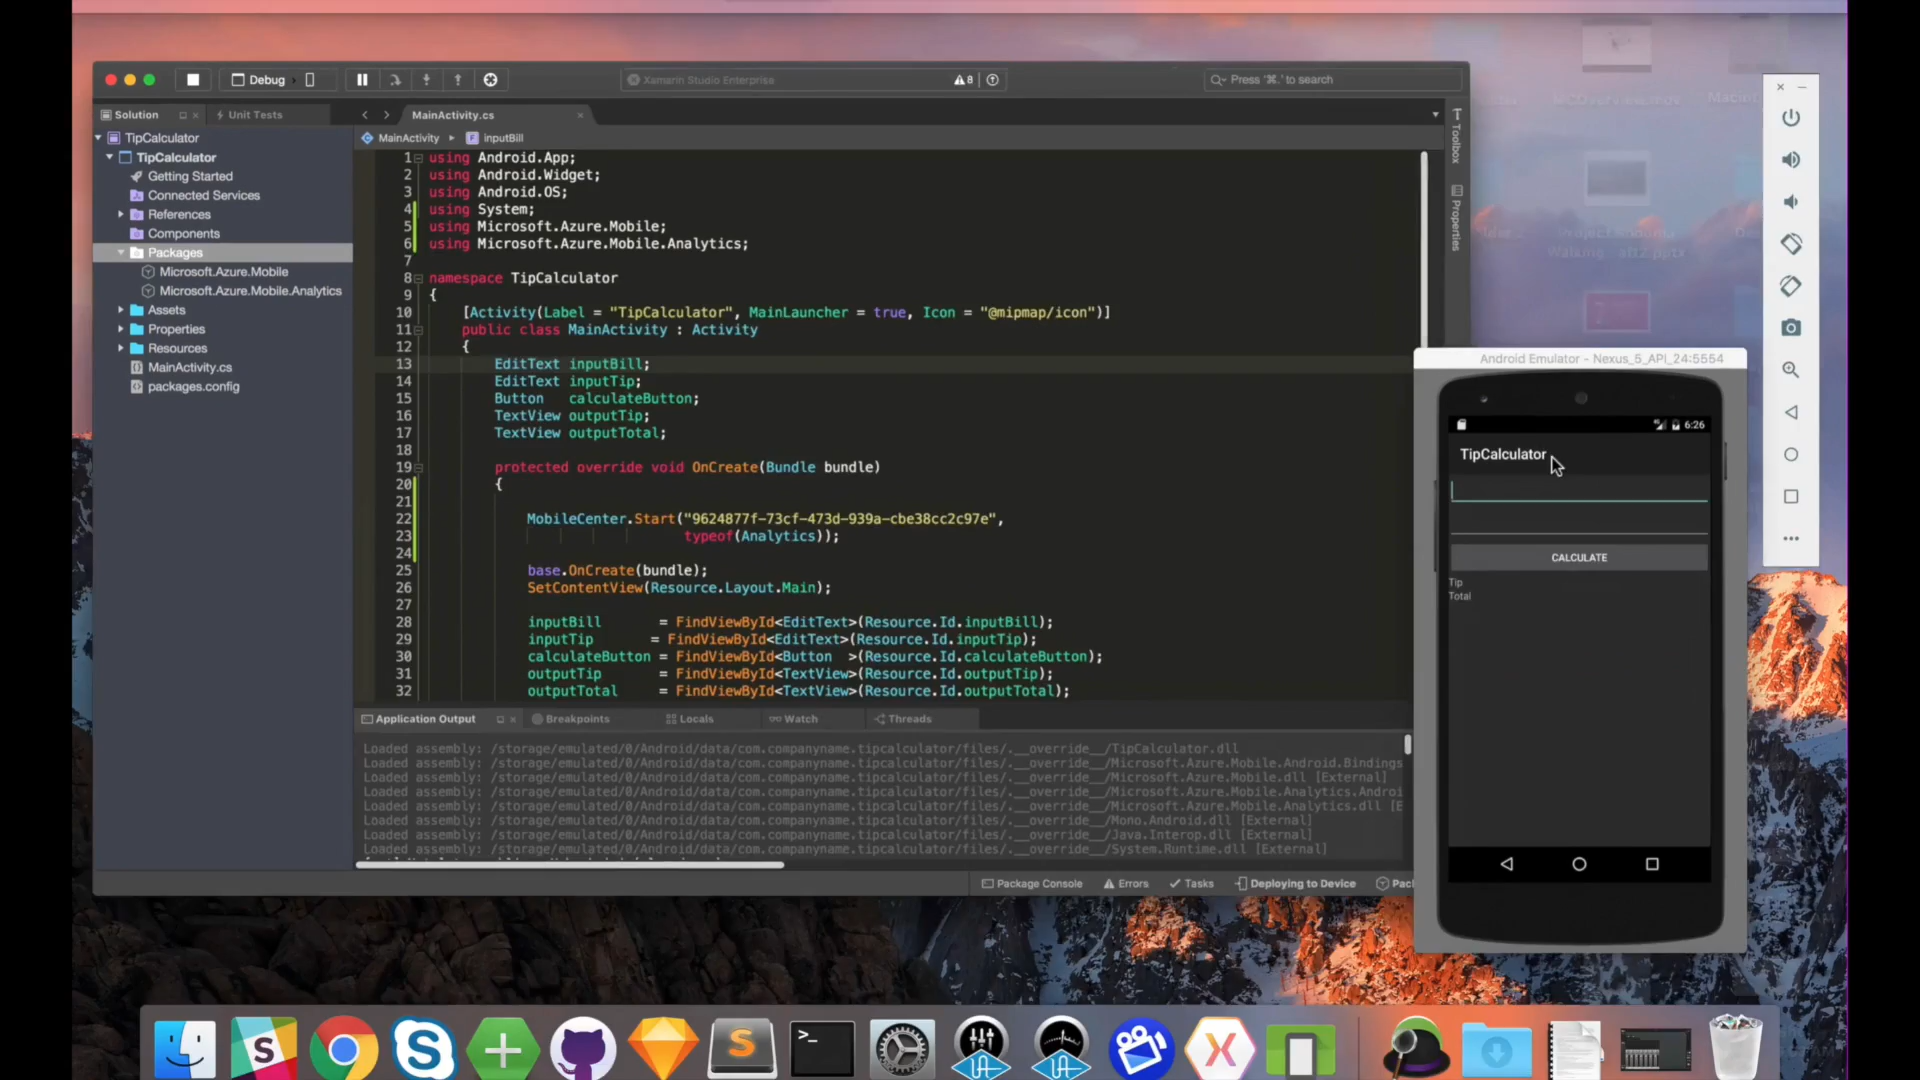 Debug
Xamarin Studio Enterprise
8
Press '⌘.' to search
Solution
Unit Tests
MainActivity.cs
TipCalculator
TipCalculator
Getting Started
Connected Services
References
Components
Packages
Microsoft.Azure.Mobile
Microsoft.Azure.Mobile.Analytics
Assets
Properties
Resources
MainActivity.cs
packages.config
MainActivity
inputBill
1 using Android.App;
2 using Android.Widget;
3 using Android.OS;
4 using System;
5 using Microsoft.Azure.Mobile;
6 using Microsoft.Azure.Mobile.Analytics;
7
8 namespace TipCalculator
9 {
10 [Activity(Label = "TipCalculator", MainLauncher = true, Icon = "@mipmap/icon")]
11 public class MainActivity : Activity
12 {
13 EditText inputBill;
14 EditText inputTip;
15 Button calculateButton;
16 TextView outputTip;
17 TextView outputTotal;
18
19 protected override void OnCreate(Bundle bundle)
20 {
21
22 MobileCenter.Start("9624877f-73cf-473d-939a-cbe38cc2c97e",
23 typeof(Analytics));
24
25 base.OnCreate(bundle);
26 SetContentView(Resource.Layout.Main);
27
28 inputBill = FindViewById<EditText>(Resource.Id.inputBill);
29 inputTip = FindViewById<EditText>(Resource.Id.inputTip);
30 calculateButton = FindViewById<Button >(Resource.Id.calculateButton);
31 outputTip = FindViewById<TextView>(Resource.Id.outputTip);
32 outputTotal = FindViewById<TextView>(Resource.Id.outputTotal);
Toolbox
Properties
Application Output
Breakpoints
Locals
Watch
Threads
Loaded assembly: /storage/emulated/0/Android/data/com.companyname.tipcalculator/files/.__override__/TipCalculator.dll
Loaded assembly: /storage/emulated/0/Android/data/com.companyname.tipcalculator/files/.__override__/Microsoft.Azure.Mobile.Android.Bindings
Loaded assembly: /storage/emulated/0/Android/data/com.companyname.tipcalculator/files/.__override__/Microsoft.Azure.Mobile.dll [External]
Loaded assembly: /storage/emulated/0/Android/data/com.companyname.tipcalculator/files/.__override__/Microsoft.Azure.Mobile.Analytics.Androi
Loaded assembly: /storage/emulated/0/Android/data/com.companyname.tipcalculator/files/.__override__/Microsoft.Azure.Mobile.Analytics.dll [E
Loaded assembly: /storage/emulated/0/Android/data/com.companyname.tipcalculator/files/.__override__/Mono.Android.dll [External]
Loaded assembly: /storage/emulated/0/Android/data/com.companyname.tipcalculator/files/.__override__/Java.Interop.dll [External]
Loaded assembly: /storage/emulated/0/Android/data/com.companyname.tipcalculator/files/.__override__/System.Runtime.dll [External]
Package Console
Errors
Tasks
Deploying to Device
Pack
Android Emulator - Nexus_5_API_24:5554
6:26
TipCalculator
CALCULATE
Tip
Total